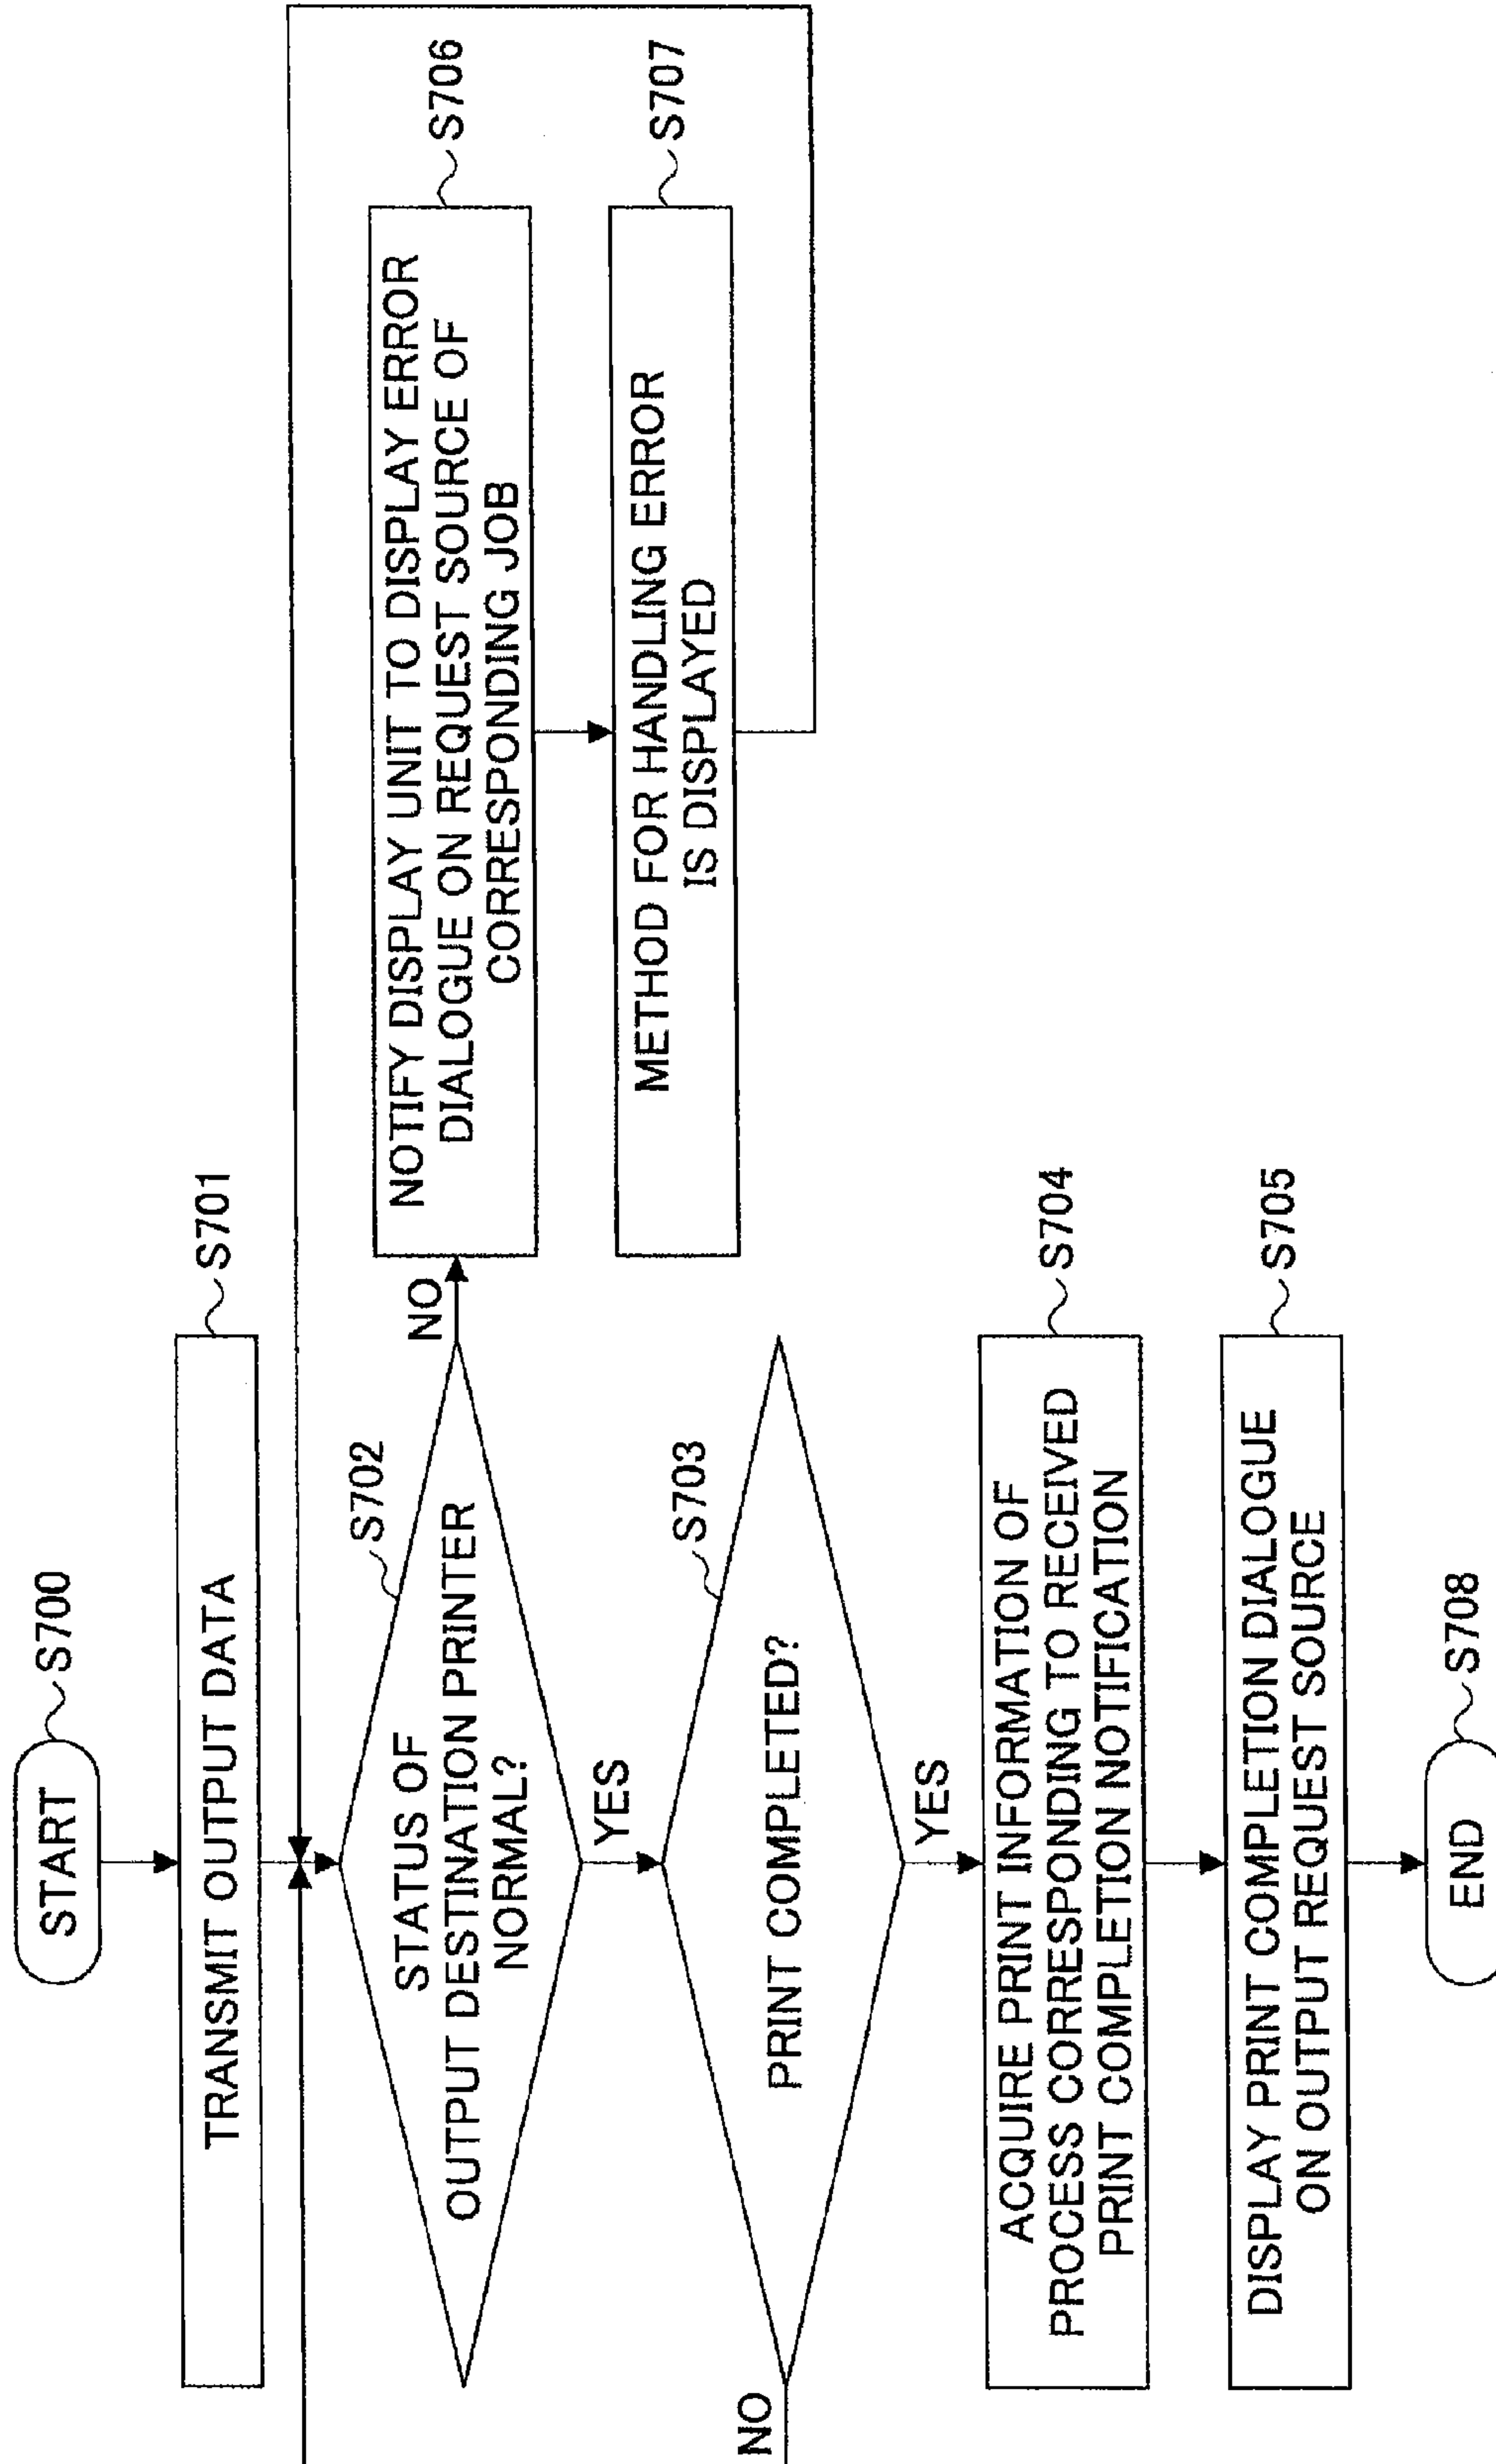 START
S700
TRANSMIT OUTPUT DATA
S701
STATUS OF
OUTPUT DESTINATION PRINTER
NORMAL?
S702
NO
YES
NOTIFY DISPLAY UNIT TO DISPLAY ERROR
DIALOGUE ON REQUEST SOURCE OF
CORRESPONDING JOB
S706
METHOD FOR HANDLING ERROR
IS DISPLAYED
S707
PRINT COMPLETED?
S703
NO
YES
ACQUIRE PRINT INFORMATION OF
PROCESS CORRESPONDING TO RECEIVED
PRINT COMPLETION NOTIFICATION
S704
DISPLAY PRINT COMPLETION DIALOGUE
ON OUTPUT REQUEST SOURCE
S705
END
S708